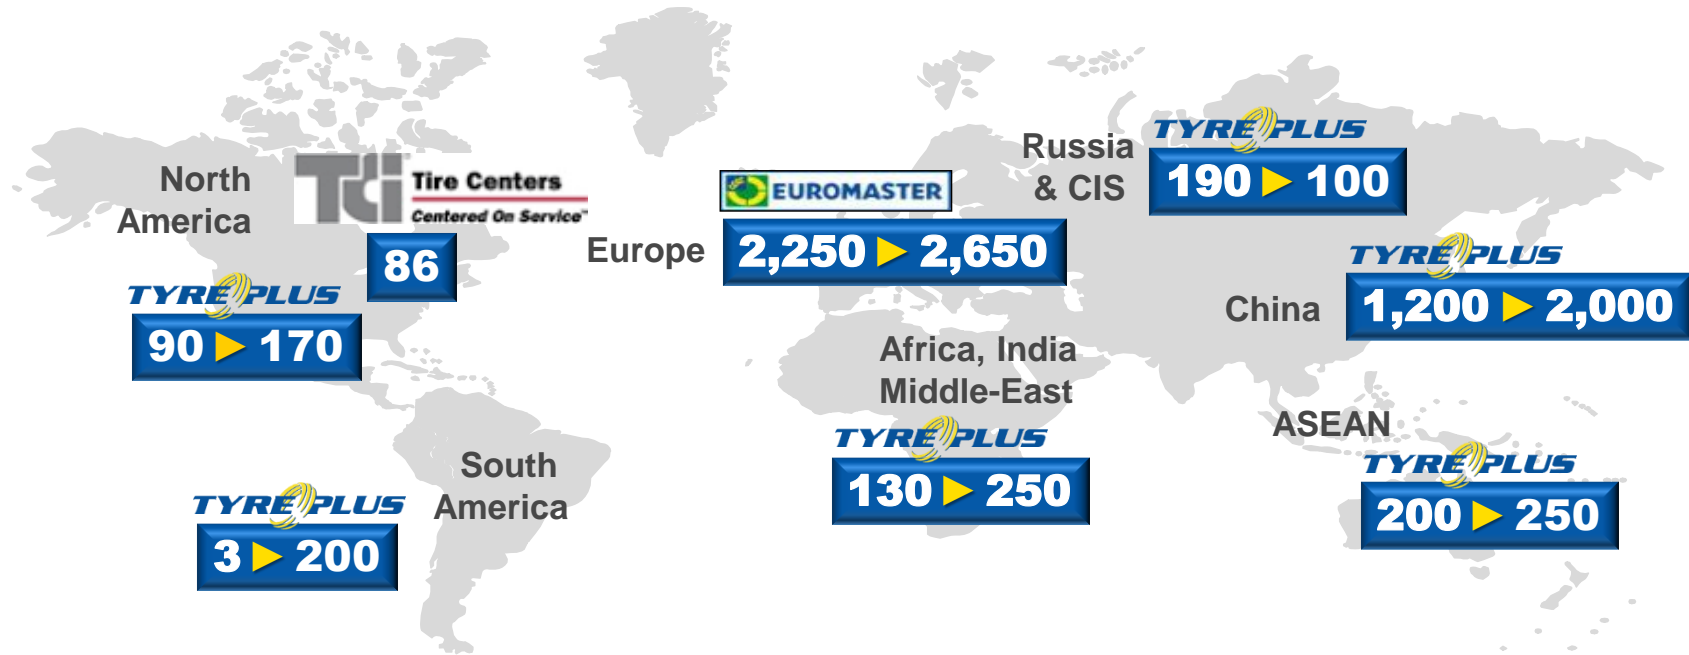 North
America
TCi Tire Centers
Centered On Service™
86
TYREPLUS
90 ► 170
South
America
TYREPLUS
3 ► 200
EUROMASTER
Europe
2,250 ► 2,650
Africa, India
Middle-East
TYREPLUS
130 ► 250
Russia
& CIS
TYREPLUS
190 ► 100
China
TYREPLUS
1,200 ► 2,000
ASEAN
TYREPLUS
200 ► 250